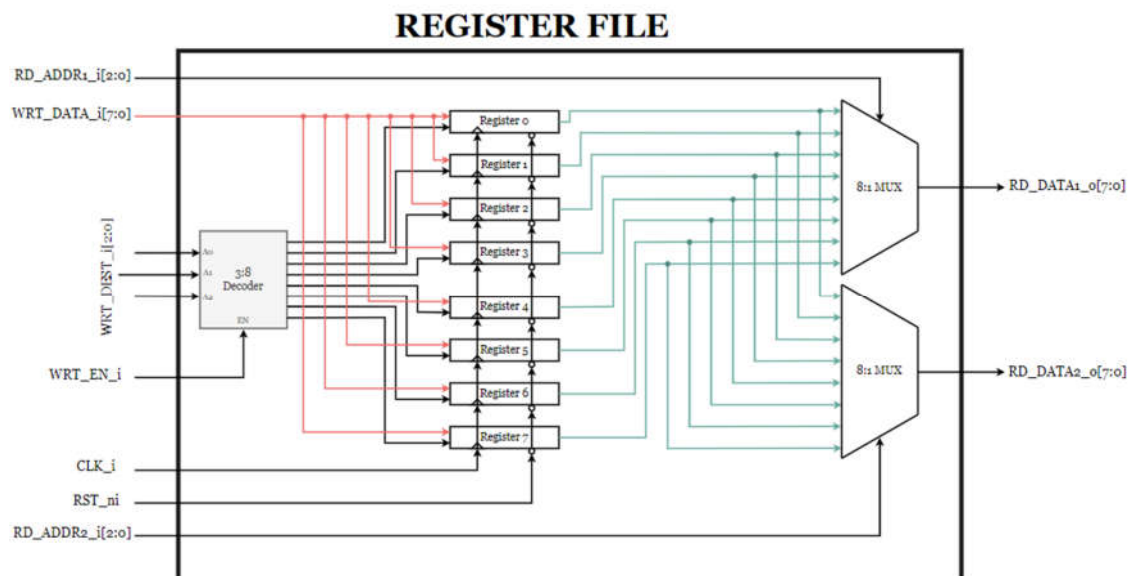 REGISTER FILE
RD_ADDR1_i[2:0]
WRT_DATA_i[7:0]
Register 0
Register 1
Register 2
Register 3
Register 4
Register 5
Register 6
Register 7
8:1 MUX
RD_DATA1_o[7:0]
WRT_DEST_i[2:0]
A0
A1
A2
3:8
Decoder
EN
WRT_EN_i
8:1 MUX
RD_DATA2_o[7:0]
CLK_i
RST_ni
RD_ADDR2_i[2:0]